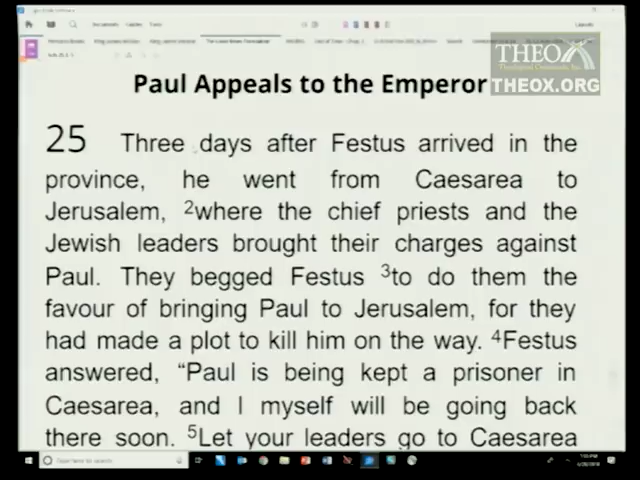 THEOX
THEOX.ORG
Paul Appeals to the Emperor
25 Three days after Festus arrived in the
province, he went from Caesarea to
Jerusalem, 2where the chief priests and the
Jewish leaders brought their charges against
Paul. They begged Festus 3to do them the
favour of bringing Paul to Jerusalem, for they
had made a plot to kill him on the way. 4Festus
answered, “Paul is being kept a prisoner in
Caesarea, and I myself will be going back
there soon. 5Let your leaders go to Caesarea